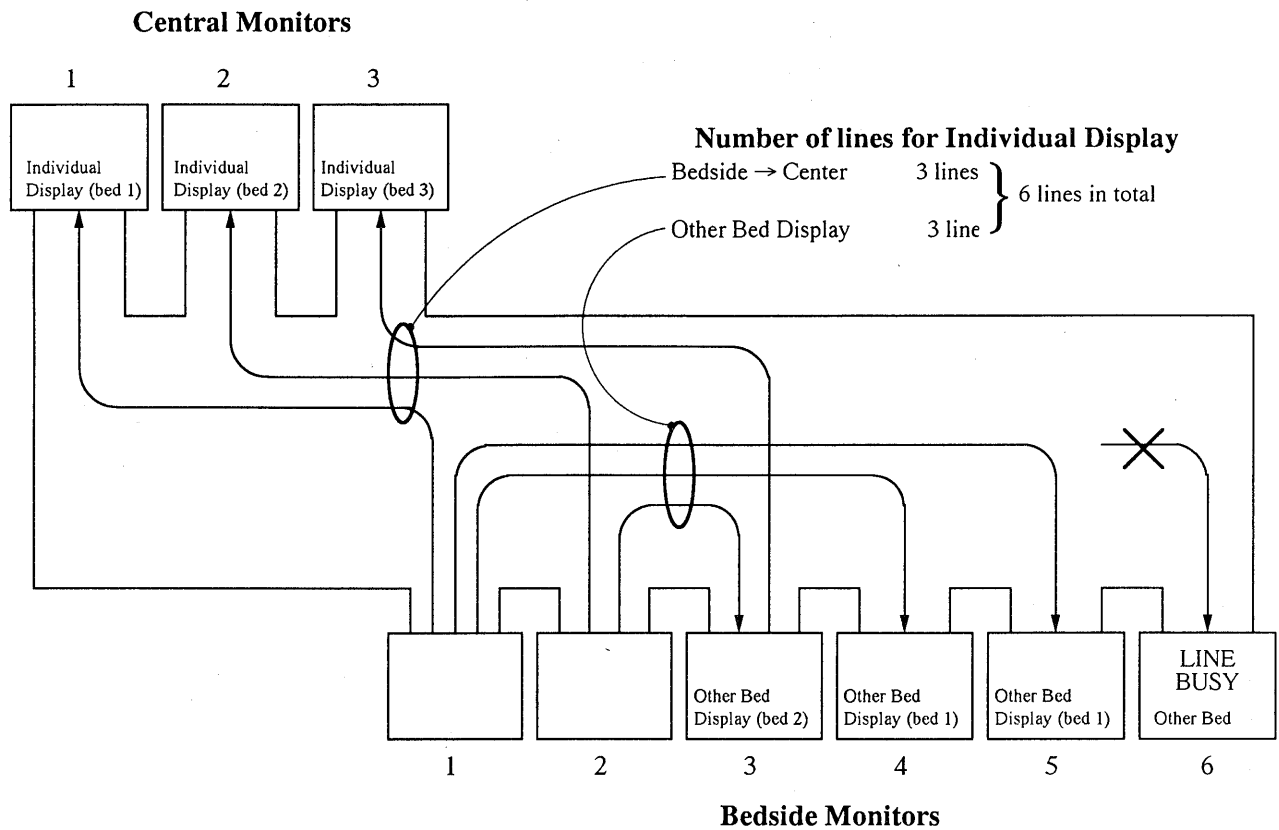 Central Monitors
1 2 3
Individual
Display (bed 1)
Individual
Display (bed 2)
Individual
Display (bed 3)
Number of lines for Individual Display
Bedside → Center 3 lines
Other Bed Display 3 line
6 lines in total
Other Bed
Display (bed 2)
Other Bed
Display (bed 1)
Other Bed
Display (bed 1)
LINE
BUSY
Other Bed
1 2 3 4 5 6
Bedside Monitors